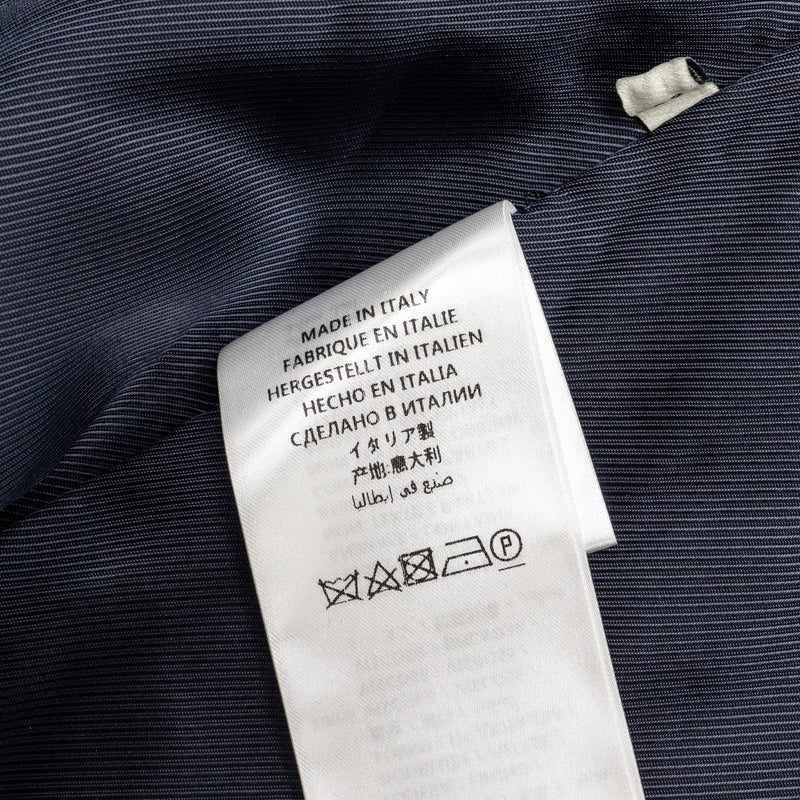 MADE IN ITALY
FABRIQUE EN ITALIE
HERGESTELLT IN ITALIEN
HECHO EN ITALIA
СДЕЛАНО В ИТАЛИИ
イタリア製
产地:意大利
صنع في إيطاليا
P